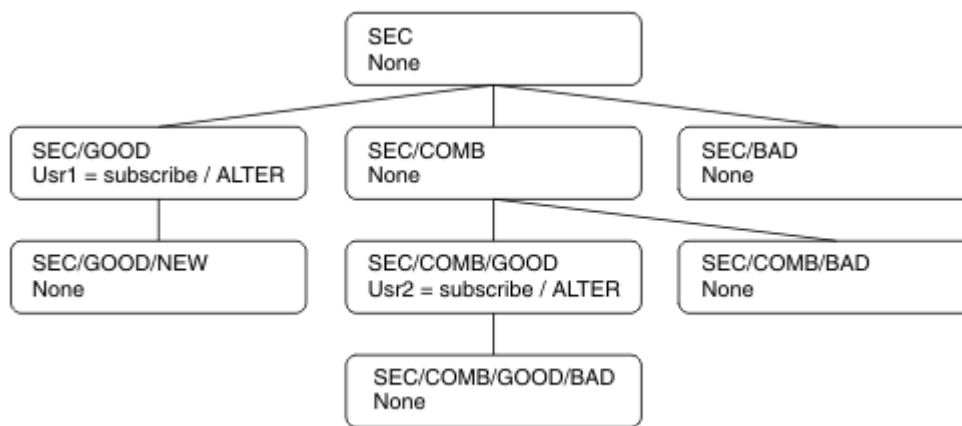 SEC
None
SEC/GOOD
Usr1 = subscribe / ALTER
SEC/COMB
None
SEC/BAD
None
SEC/GOOD/NEW
None
SEC/COMB/GOOD
Usr2 = subscribe / ALTER
SEC/COMB/BAD
None
SEC/COMB/GOOD/BAD
None